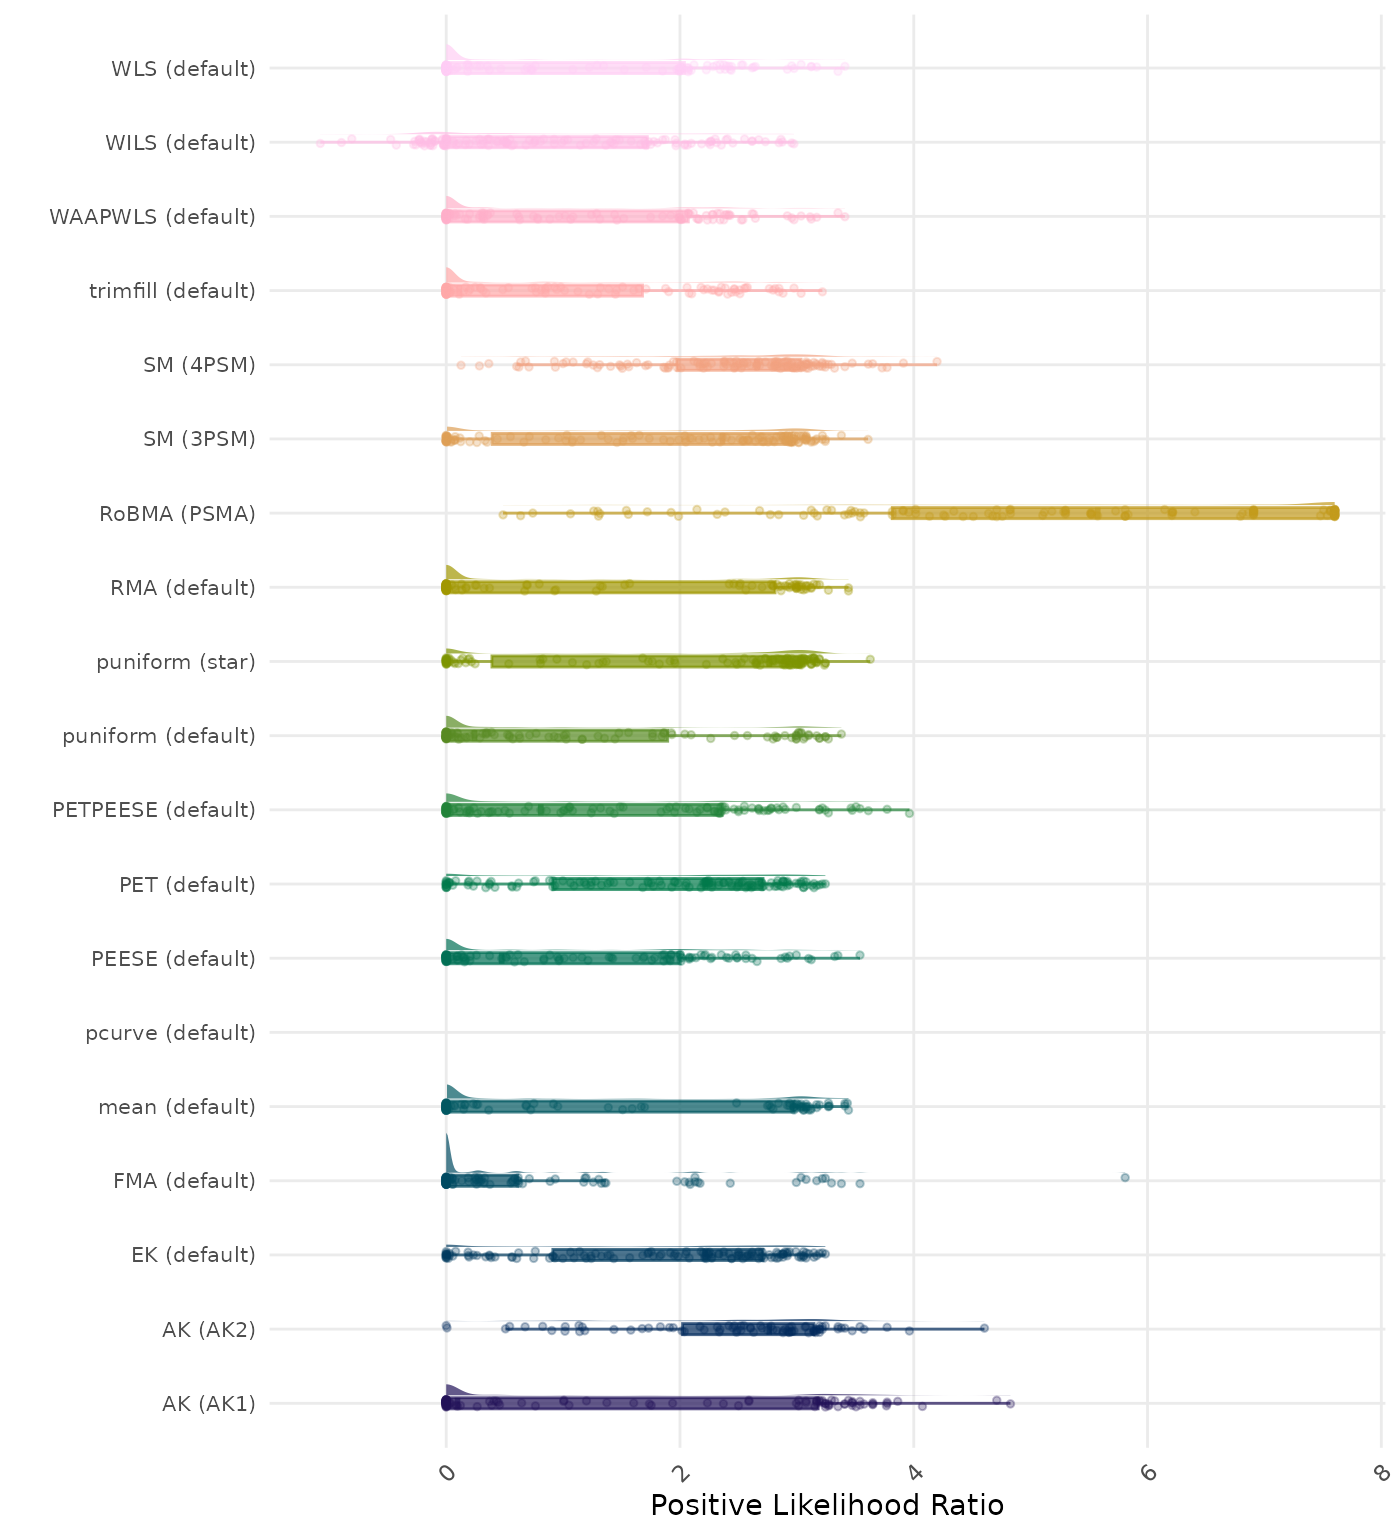 WLS (default)
WILS (default)
WAAPWLS (default)
trimfill (default)
SM (4PSM)
SM (3PSM)
RoBMA (PSMA)
RMA (default)
puniform (star)
puniform (default)
PETPEESE (default)
PET (default)
PEESE (default)
pcurve (default)
mean (default)
FMA (default)
EK (default)
AK (AK2)
AK (AK1)
0 2 4 6 8
Positive Likelihood Ratio